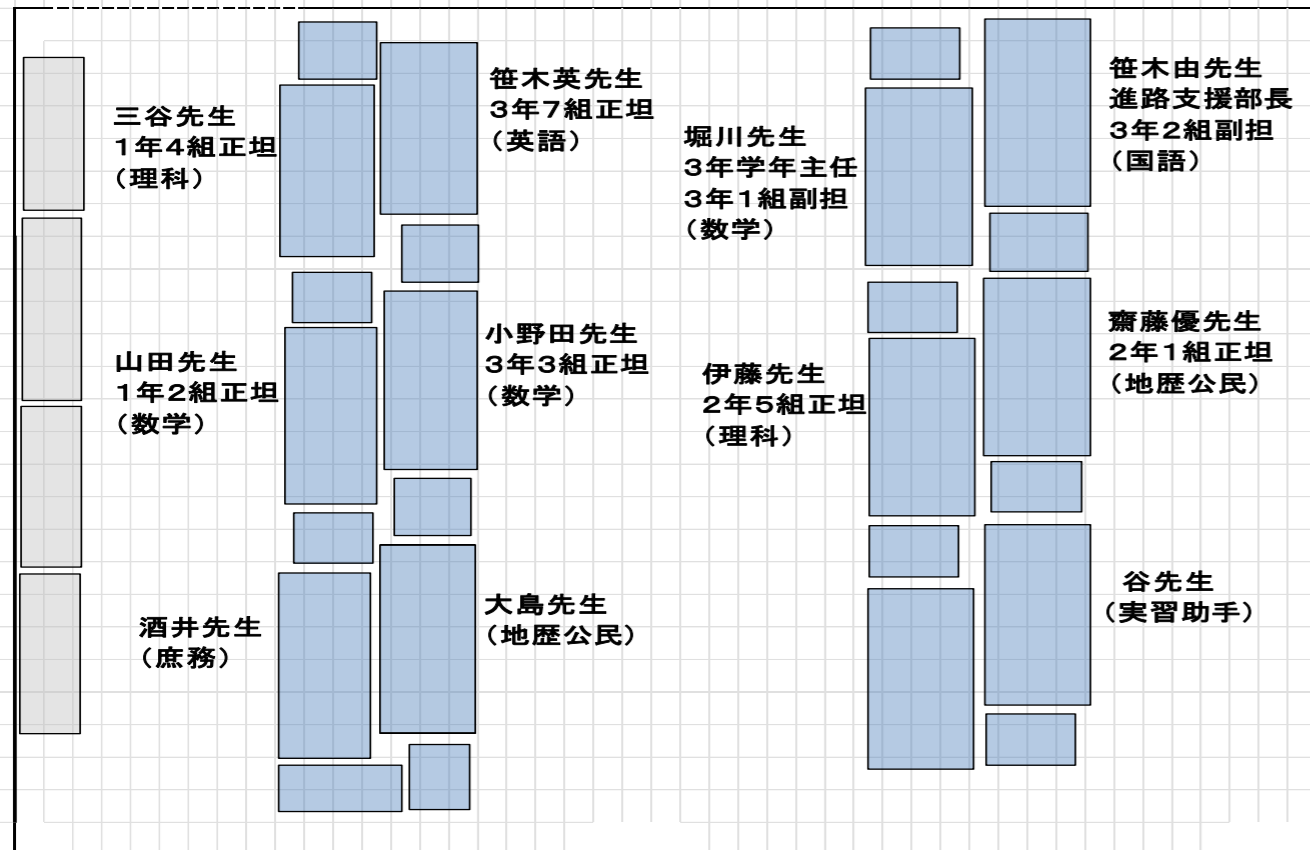 三谷先生
1年4組正坦
(理科)
笹木英先生
3年7組正坦
(英語)
堀川先生
3年学年主任
3年1組副担
(数学)
笹木由先生
進路支援部長
3年2組副担
(国語)
山田先生
1年2組正坦
(数学)
小野田先生
3年3組正坦
(数学)
伊藤先生
2年5組正坦
(理科)
齋藤優先生
2年1組正坦
(地歴公民)
酒井先生
(庶務)
大島先生
(地歴公民)
谷先生
(実習助手)